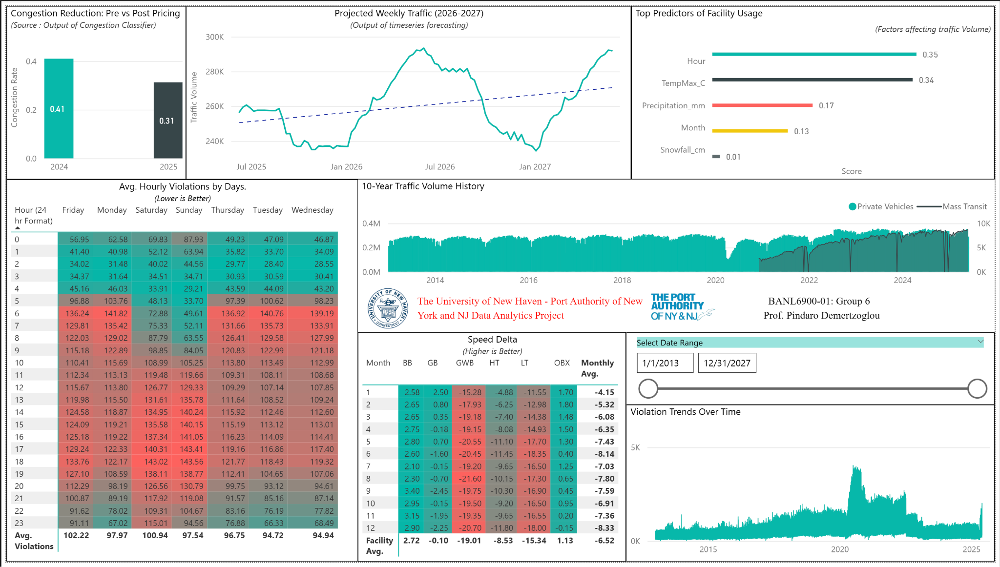 Congestion Reduction: Pre vs Post Pricing
(Source : Output of Congestion Classifier)
Congestion Rate
0.4
0.2
0.0
0.41
0.31
2024 2025
Projected Weekly Traffic (2026-2027)
(Output of timeseries forecasting)
Traffic Volume
300K
280K
260K
240K
Jul 2025 Jan 2026 Jul 2026 Jan 2027
Top Predictors of Facility Usage
(Factors affecting traffic Volume)
Hour 0.35
TempMax_C 0.34
Precipitation_mm 0.17
Month 0.13
Snowfall_cm 0.01
Score
Avg. Hourly Violations by Days.
(Lower is Better)
Hour (24 hr Format) Friday Monday Saturday Sunday Thursday Tuesday Wednesday
0 56.95 62.58 69.83 87.93 49.23 47.09 46.87
1 41.40 40.98 52.12 63.94 35.82 33.70 34.09
2 34.02 31.48 40.02 44.56 29.77 28.40 28.55
3 34.37 31.64 34.51 34.71 30.93 30.59 30.41
4 45.16 46.03 33.91 29.21 43.59 44.09 43.20
5 96.88 103.76 48.13 33.70 97.39 100.62 98.23
6 136.24 141.82 72.88 49.61 136.92 140.76 139.19
7 129.81 135.42 75.33 52.11 131.66 135.73 133.91
8 122.03 129.02 87.79 63.55 126.41 129.58 127.99
9 115.18 122.89 98.85 84.05 120.83 122.99 121.18
10 110.41 115.69 108.99 105.25 113.80 113.49 112.99
11 112.34 113.13 119.48 119.66 109.31 108.11 108.68
12 115.67 113.80 126.77 129.33 109.29 107.14 107.85
13 119.98 115.50 131.61 135.78 111.64 108.52 109.24
14 124.58 118.87 134.95 140.24 115.92 112.46 112.60
15 124.09 119.21 135.58 140.15 115.19 113.12 113.01
16 125.18 119.22 137.34 141.05 116.23 114.09 114.41
17 129.24 122.33 140.31 143.41 119.16 116.86 117.40
18 133.76 122.17 143.02 143.56 121.77 118.43 119.32
19 127.10 108.59 138.11 138.77 112.41 104.65 107.06
20 112.29 98.19 126.56 130.79 99.75 93.12 94.61
21 100.87 89.19 117.92 119.08 91.57 85.16 87.14
22 91.62 78.02 109.31 104.67 83.16 76.19 77.82
23 91.11 67.02 115.01 94.56 76.88 66.33 68.49
Avg. Violations 102.22 97.97 100.94 97.54 96.75 94.72 94.94
10-Year Traffic Volume History
Private Vehicles Mass Transit
0.4M 10K
0.2M 5K
0.0M 0K
2014 2016 2018 2020 2022 2024
UNIVERSITY OF NEW HAVEN
CONNECTICUT
The University of New Haven - Port Authority of New
York and NJ Data Analytics Project
THE PORT
AUTHORITY
OF NY & NJ
BANL6900-01: Group 6
Prof. Pindaro Demertzoglou
Speed Delta
(Higher is Better)
Month BB GB GWB HT LT OBX Monthly Avg.
1 2.58 2.50 -15.28 -4.88 -11.55 1.70 -4.15
2 2.65 0.80 -17.93 -6.25 -12.98 1.80 -5.32
3 2.65 0.35 -19.18 -7.40 -14.38 1.48 -6.08
4 2.75 -0.18 -19.15 -8.08 -14.93 1.50 -6.35
5 2.80 0.70 -20.55 -11.10 -17.70 1.30 -7.43
6 2.60 -1.60 -20.45 -11.45 -18.35 0.40 -8.14
7 2.10 -0.15 -19.20 -9.65 -16.50 1.25 -7.03
8 2.30 -0.70 -21.60 -10.15 -17.30 0.65 -7.80
9 3.40 -2.45 -19.75 -10.30 -16.90 0.45 -7.59
10 2.95 -0.15 -19.50 -9.20 -16.50 0.95 -6.91
11 3.15 -1.95 -19.35 -9.65 -16.55 0.20 -7.36
12 2.90 -2.25 -20.70 -11.80 -18.00 -0.15 -8.33
Facility Avg. 2.72 -0.10 -19.01 -8.53 -15.34 1.13 -6.52
Select Date Range
1/1/2013 12/31/2027
Violation Trends Over Time
5K
0K
2015 2020 2025